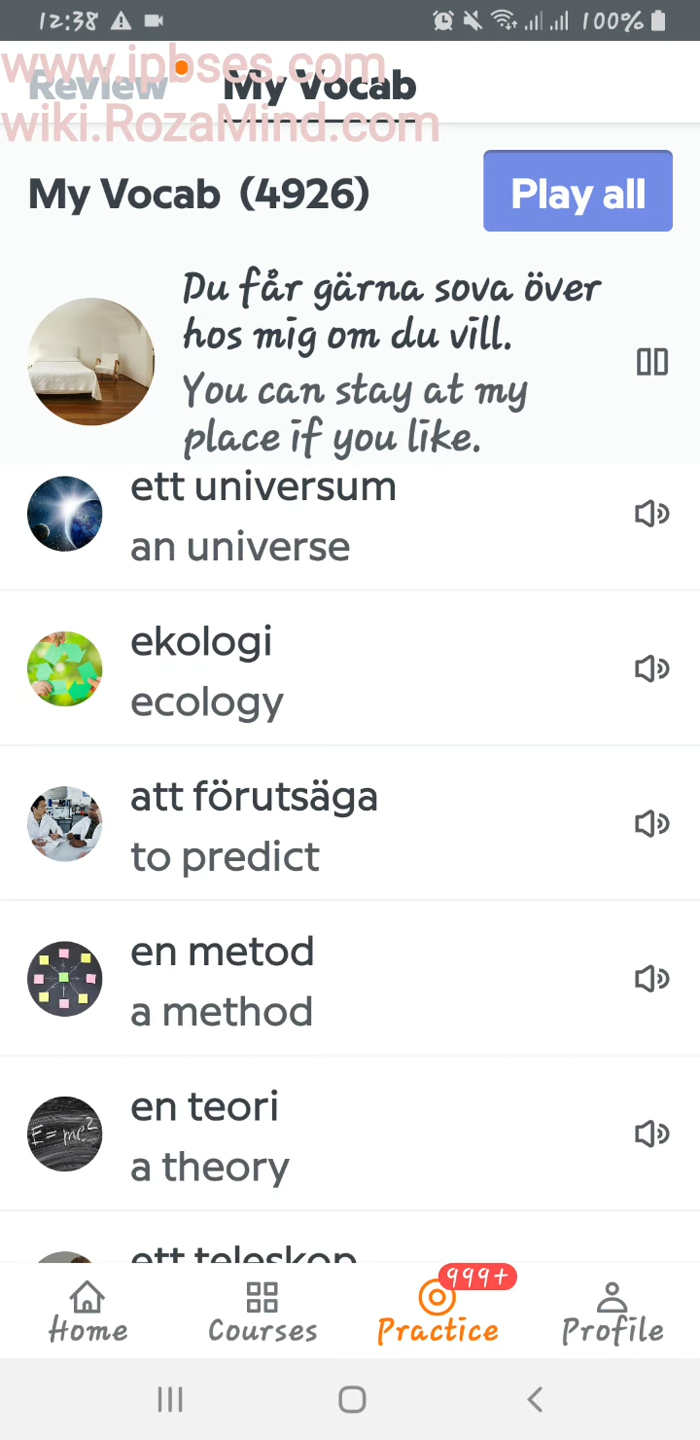 12:38
100%
www.ipbses.com
Review
My Vocab
wiki.RozaMind.com
My Vocab (4926)
Play all
Du får gärna sova över
hos mig om du vill.
You can stay at my
place if you like.
ett universum
an universe
ekologi
ecology
att förutsäga
to predict
en metod
a method
E=mc²
en teori
a theory
ett teleskop
999+
Home
Courses
Practice
Profile